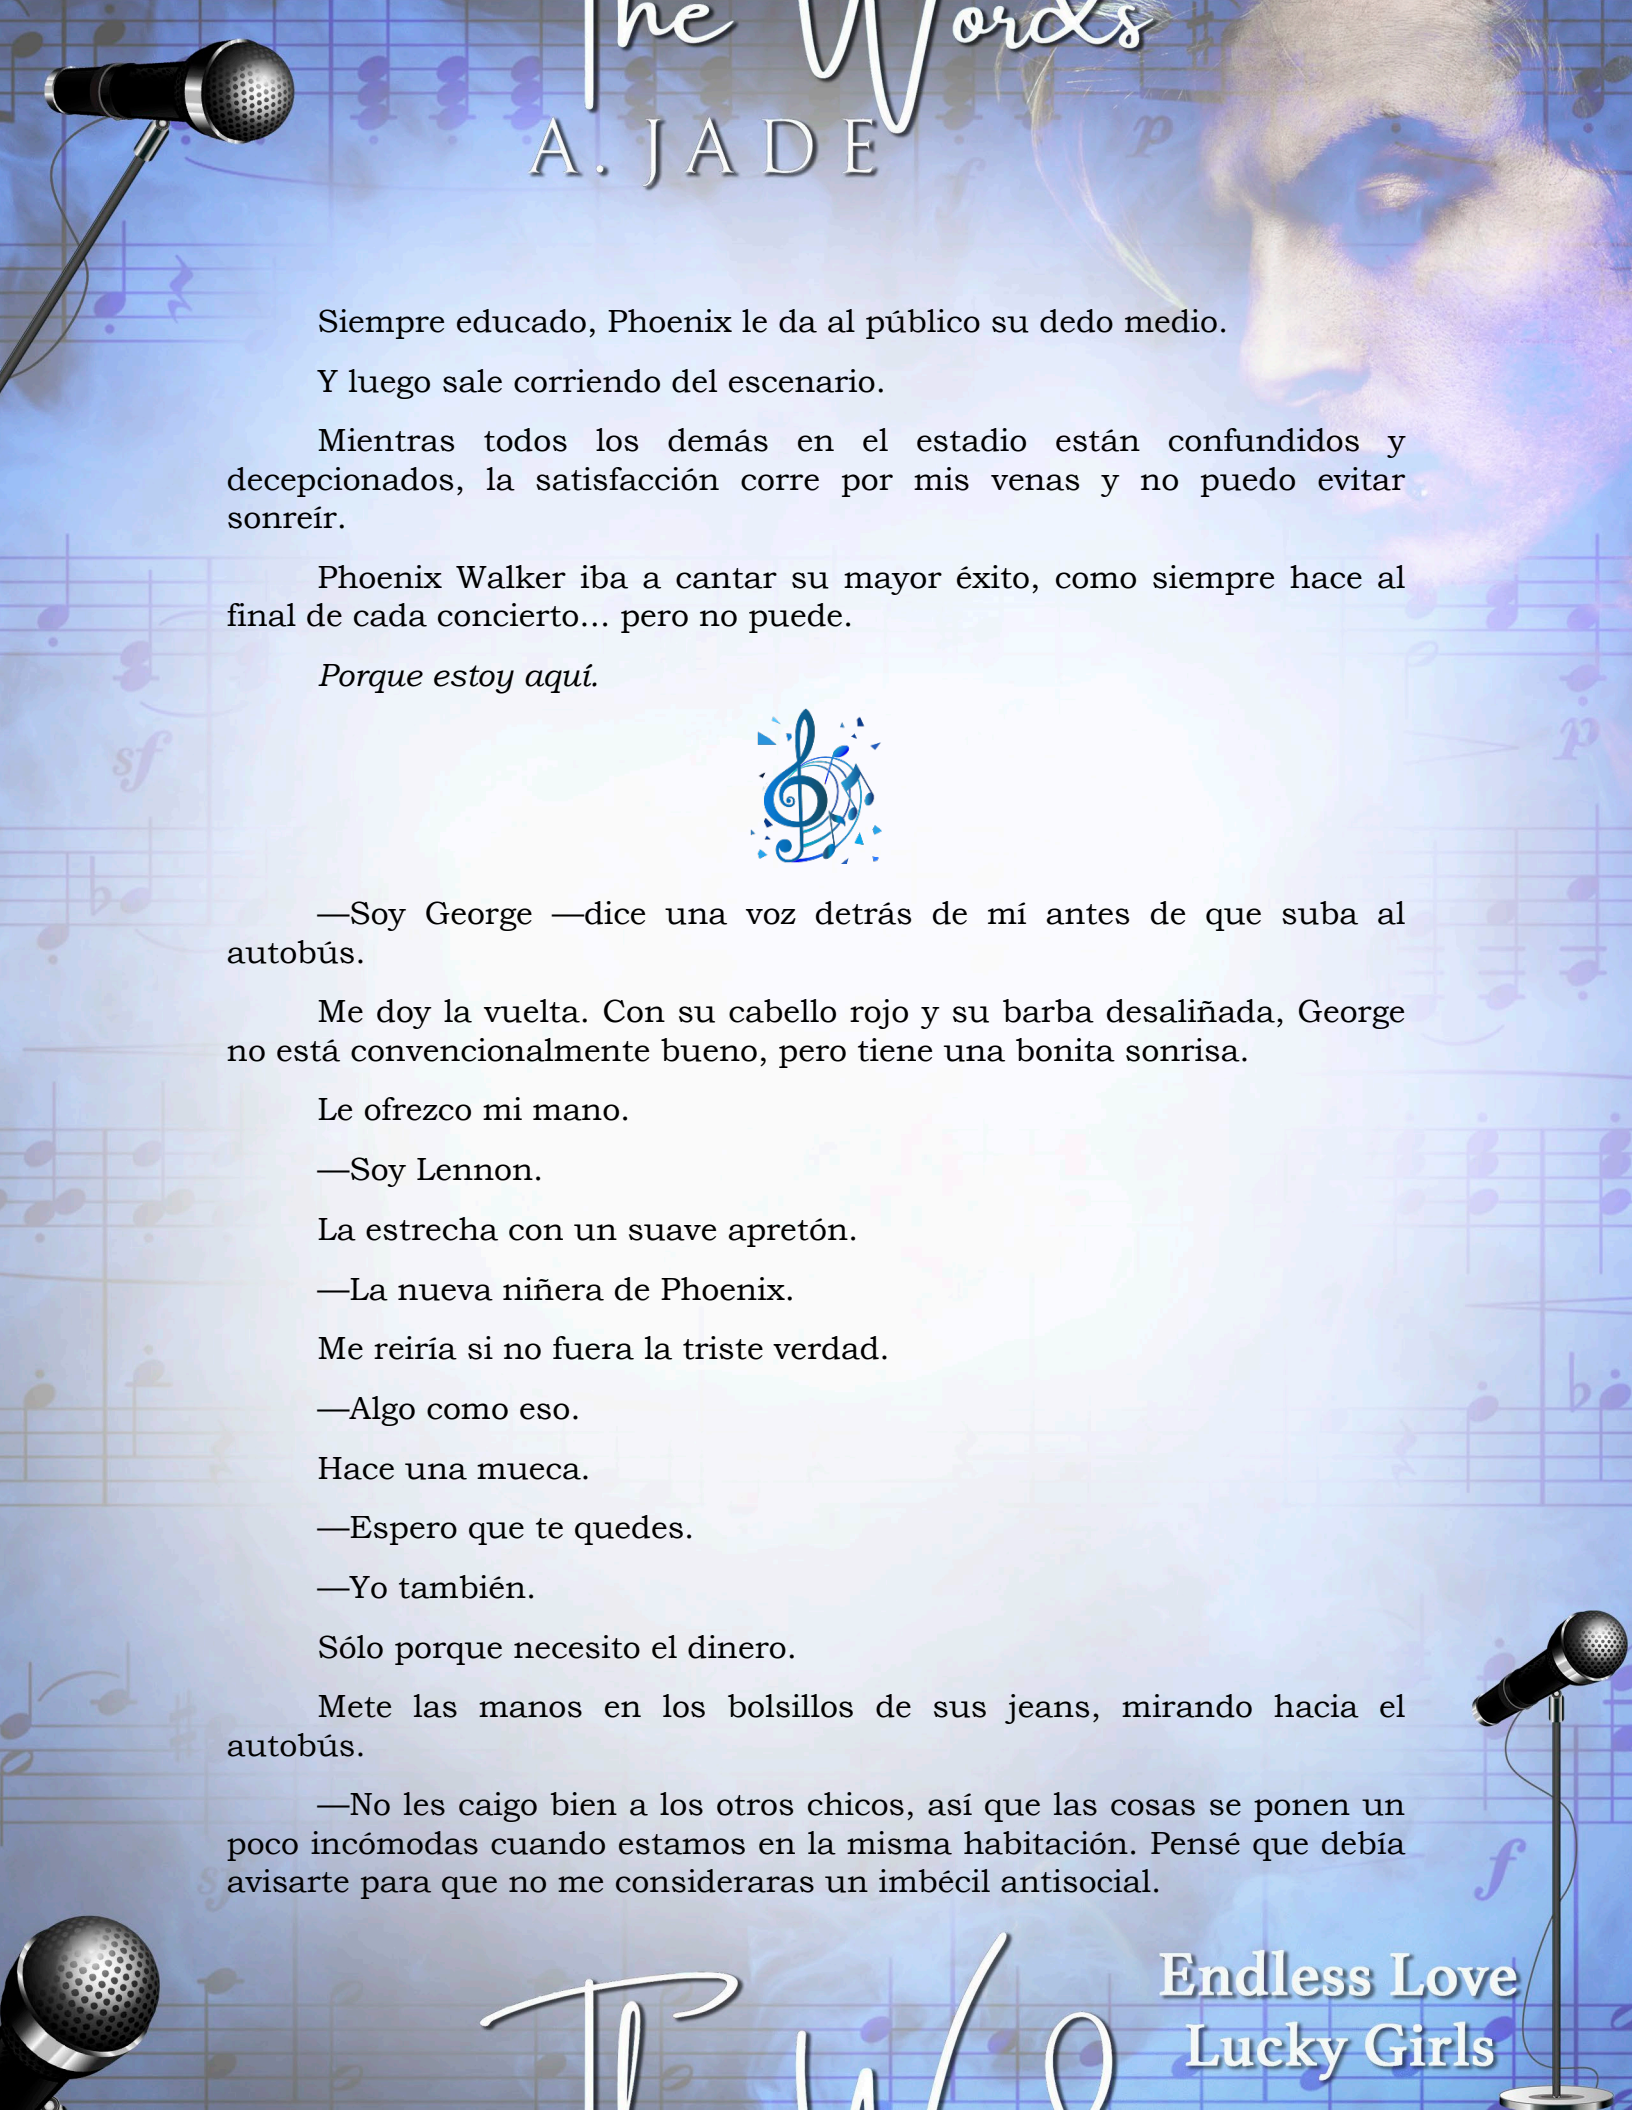 The Words
A. JADE
Siempre educado, Phoenix le da al público su dedo medio.
Y luego sale corriendo del escenario.
Mientras todos los demás en el estadio están confundidos y
decepcionados, la satisfacción corre por mis venas y no puedo evitar
sonreír.
Phoenix Walker iba a cantar su mayor éxito, como siempre hace al
final de cada concierto... pero no puede.
Porque estoy aquí.
—Soy George —dice una voz detrás de mí antes de que suba al
autobús.
Me doy la vuelta. Con su cabello rojo y su barba desaliñada, George
no está convencionalmente bueno, pero tiene una bonita sonrisa.
Le ofrezco mi mano.
—Soy Lennon.
La estrecha con un suave apretón.
—La nueva niñera de Phoenix.
Me reiría si no fuera la triste verdad.
—Algo como eso.
Hace una mueca.
—Espero que te quedes.
—Yo también.
Sólo porque necesito el dinero.
Mete las manos en los bolsillos de sus jeans, mirando hacia el
autobús.
—No les caigo bien a los otros chicos, así que las cosas se ponen un
poco incómodas cuando estamos en la misma habitación. Pensé que debía
avisarte para que no me consideraras un imbécil antisocial.
Endless Love
Lucky Girls